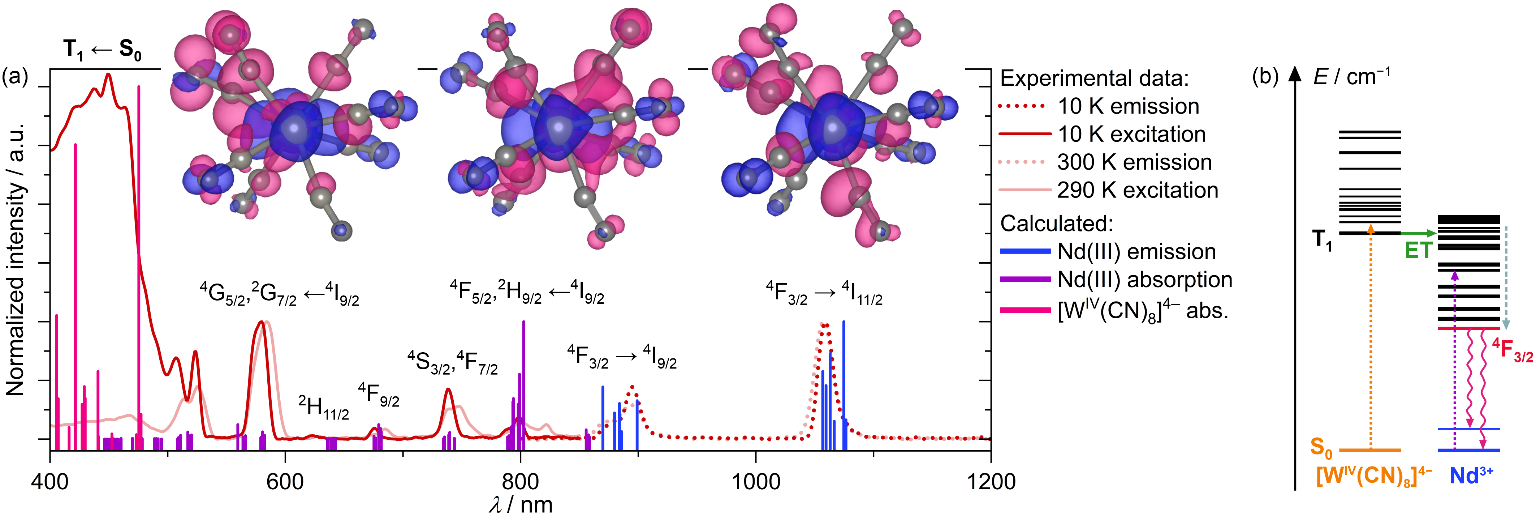 (a)
T₁ ← S₀
Normalized intensity / a.u.
⁴G₅/₂,²G₇/₂ ←⁴I₉/₂
²H₁₁/₂
⁴F₉/₂
⁴S₃/₂,⁴F₇/₂
⁴F₅/₂,²H₉/₂ ←⁴I₉/₂
⁴F₃/₂ → ⁴I₉/₂
⁴F₃/₂ → ⁴I₁₁/₂
400 600 800 1000 1200
λ / nm
Experimental data:
10 K emission
10 K excitation
300 K emission
290 K excitation
Calculated:
Nd(III) emission
Nd(III) absorption
[Wᴵⱽ(CN)₈]⁴⁻ abs.
(b)
E / cm⁻¹
T₁
ET
⁴F₃/₂
S₀
[Wᴵⱽ(CN)₈]⁴⁻ Nd³⁺